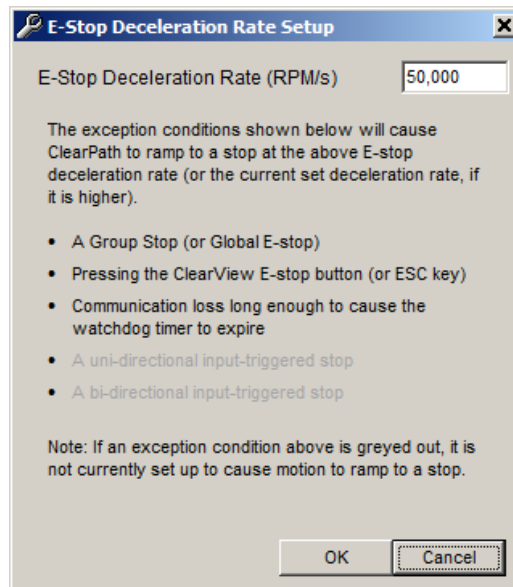 E-Stop Deceleration Rate Setup
E-Stop Deceleration Rate (RPM/s) 50,000
The exception conditions shown below will cause
ClearPath to ramp to a stop at the above E-stop
deceleration rate (or the current set deceleration rate, if
it is higher).
• A Group Stop (or Global E-stop)
• Pressing the ClearView E-stop button (or ESC key)
• Communication loss long enough to cause the
watchdog timer to expire
• A uni-directional input-triggered stop
• A bi-directional input-triggered stop
Note: If an exception condition above is greyed out, it is
not currently set up to cause motion to ramp to a stop.
OK Cancel